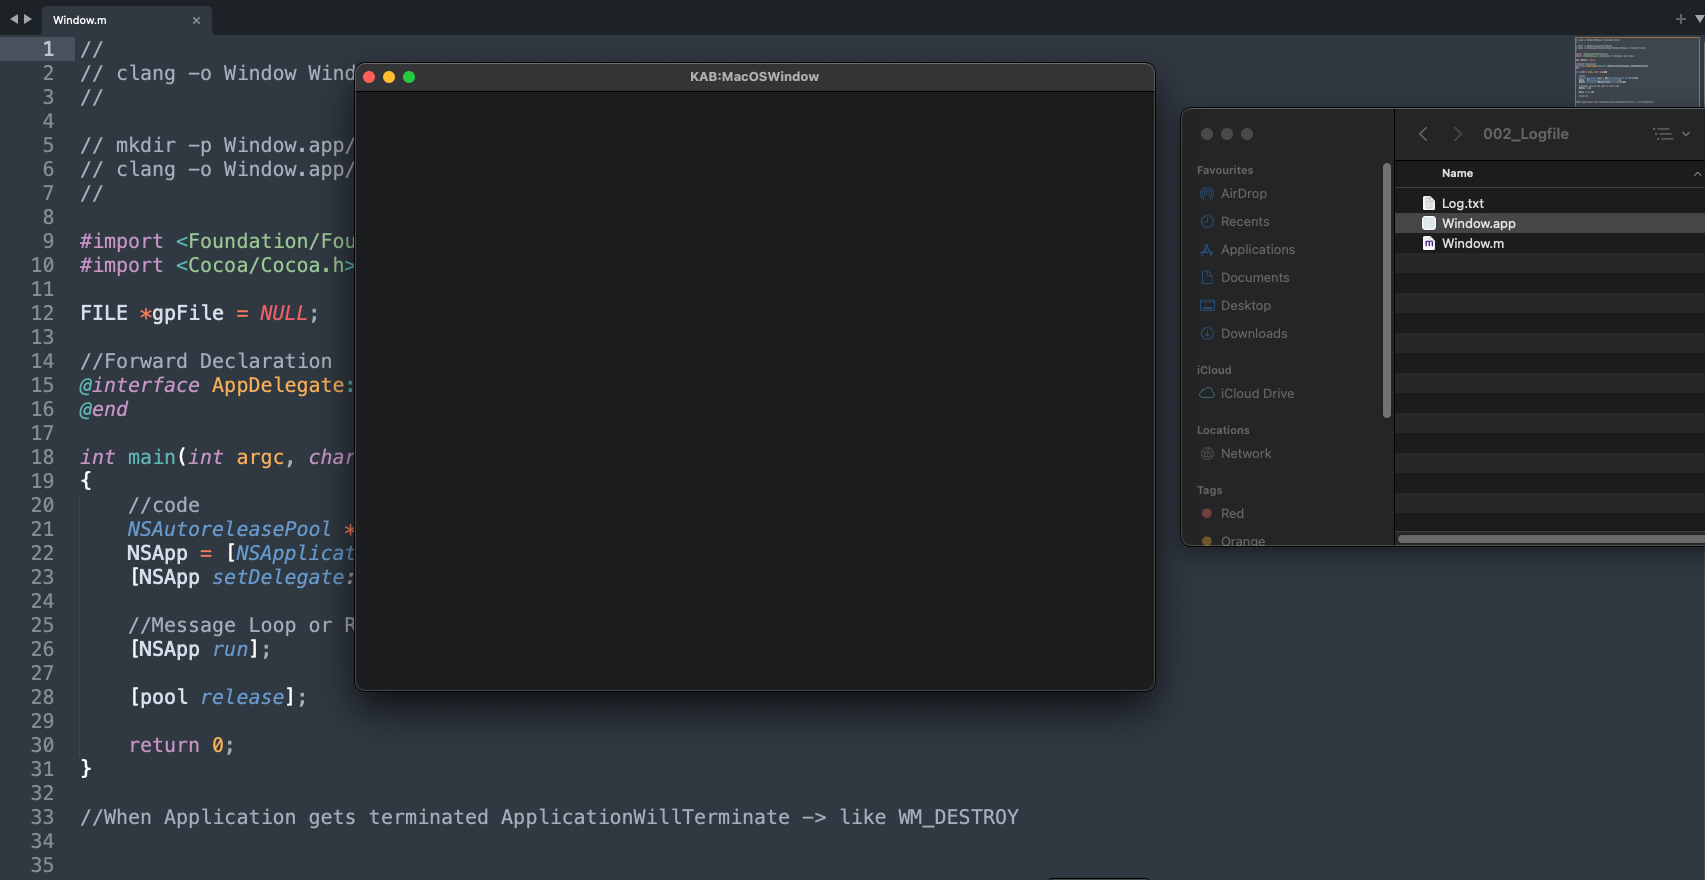 Window.m
1 //
2 // clang -o Window Wind
3 //
4
5 // mkdir -p Window.app/
6 // clang -o Window.app/
7 //
8
9 #import <Foundation/Fou
10 #import <Cocoa/Cocoa.h>
11
12 FILE *gpFile = NULL;
13
14 //Forward Declaration
15 @interface AppDelegate:
16 @end
17
18 int main(int argc, char
19 {
20 //code
21 NSAutoreleasePool *
22 NSApp = [NSApplicat
23 [NSApp setDelegate:
24
25 //Message Loop or R
26 [NSApp run];
27
28 [pool release];
29
30 return 0;
31 }
32
33 //When Application gets terminated ApplicationWillTerminate -> like WM_DESTROY
34
35
KAB:MacOSWindow
002_Logfile
Favourites
AirDrop
Recents
Applications
Documents
Desktop
Downloads
iCloud
iCloud Drive
Locations
Network
Tags
Red
Orange
Name
Log.txt
Window.app
m Window.m